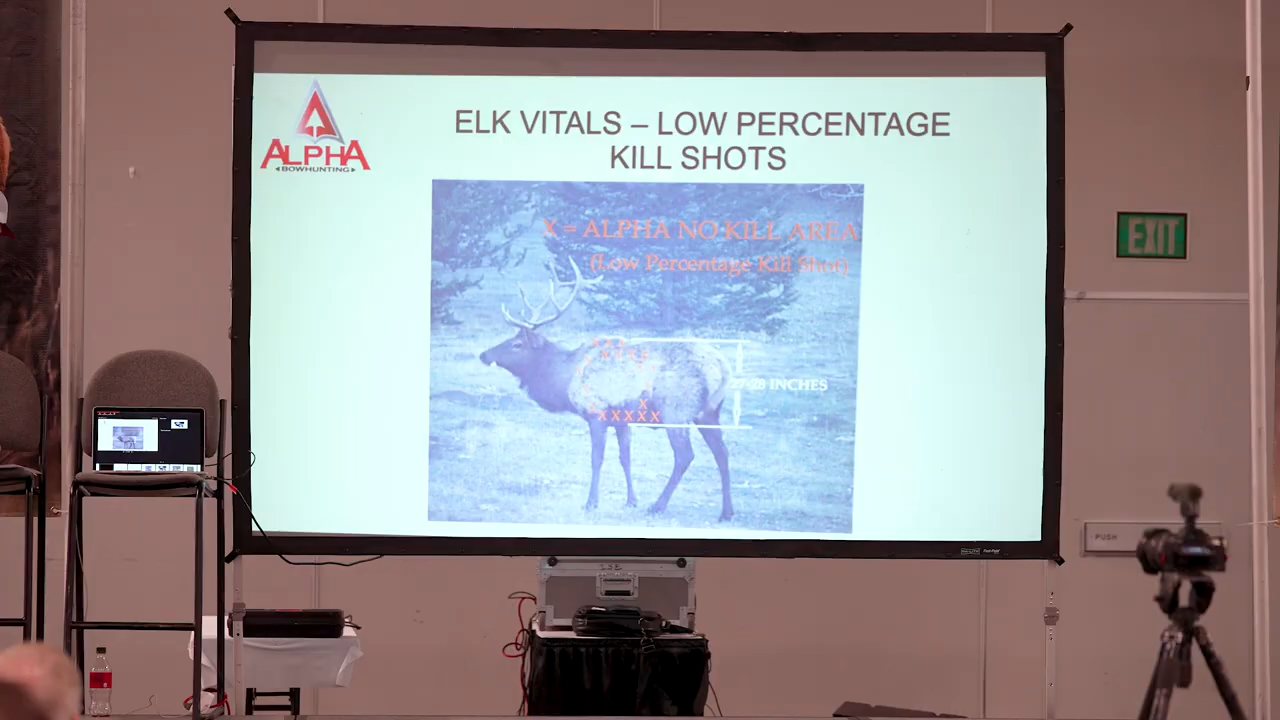 ALPHA
BOWHUNTING
ELK VITALS – LOW PERCENTAGE
KILL SHOTS
X = ALPHA NO KILL AREA
(Low Percentage Kill Shot)
X X X
X X X X
27-28 INCHES
X
X X X X X
EXIT
PUSH